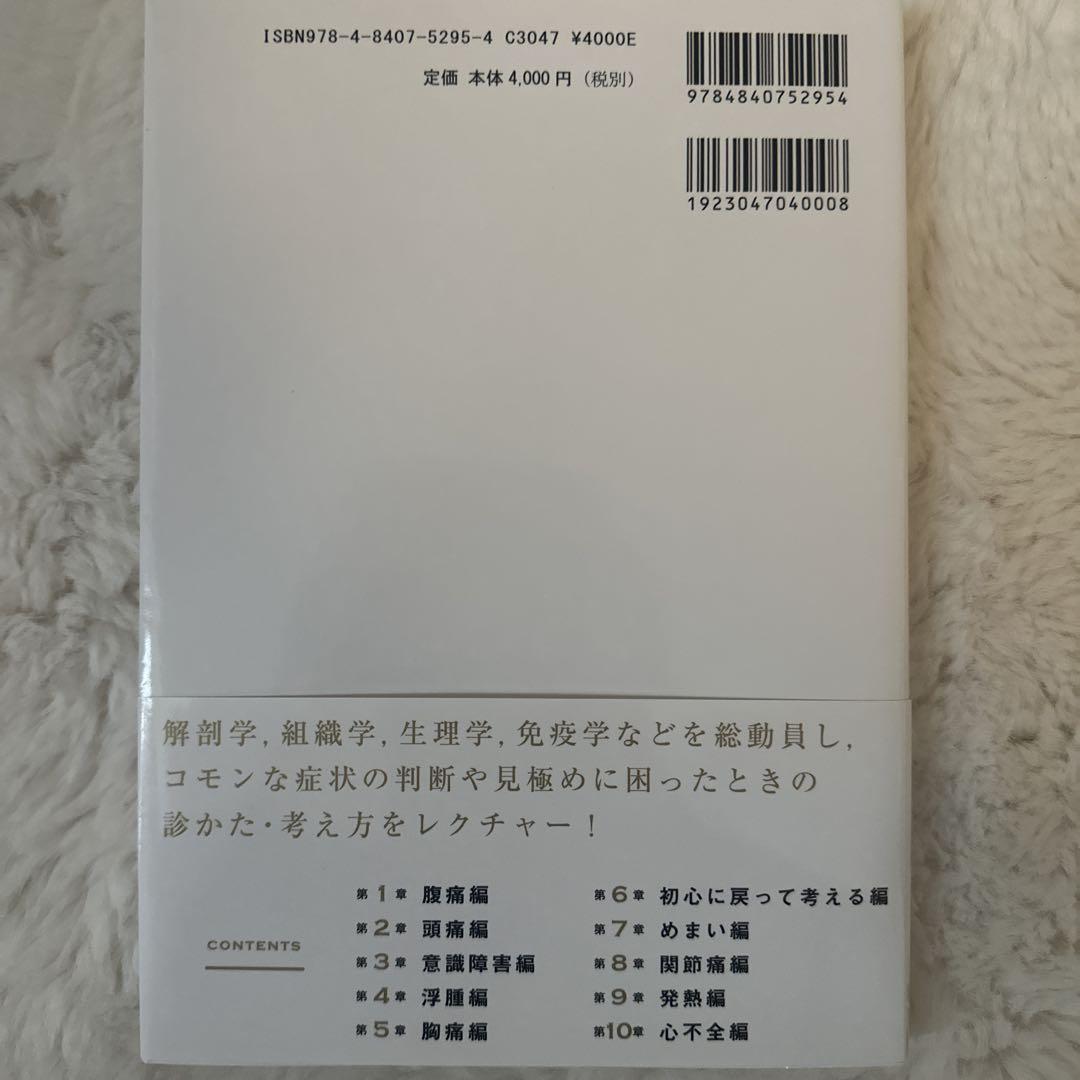 ISBN978-4-8407-5295-4 C3047 ¥4000E
定価 本体 4,000円 (税別)
9784840752954
1923047040008
解剖学,組織学,生理学,免疫学などを総動員し,
コモンな症状の判断や見極めに困ったときの
診かた・考え方をレクチャー!
CONTENTS
第1章 腹痛編
第2章 頭痛編
第3章 意識障害編
第4章 浮腫編
第5章 胸痛編
第6章 初心に戻って考える編
第7章 めまい編
第8章 関節痛編
第9章 発熱編
第10章 心不全編